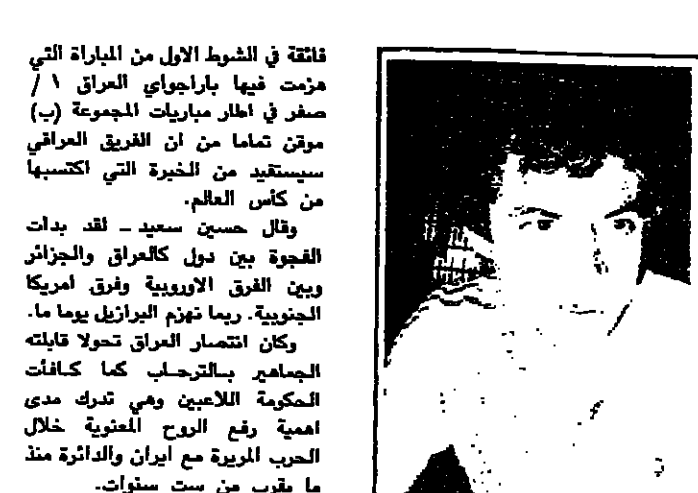 فائقة في الشوط الاول من المباراة التي
هزمت فيها باراجواي العراق ١ /
صفر في اطار مباريات المجموعة (ب)
موقن تماما من ان الفريق العراقي
سيستفيد من الخبرة التي اكتسبها
من كأس العالم.
وقال حسين سعيد ـ لقد بدأت
الفجوة بين دول كالعراق والجزائر
وبين الفرق الاوروبية وفرق امريكا
الجنوبية. ربما نهزم البرازيل يوما ما.
وكان انتصار العراق تحولا قابلته
الجماهير بالترحاب كما كافأت
الحكومة اللاعبين وهي تدرك مدى
اهمية رفع الروح المعنوية خلال
الحرب المريرة مع ايران والدائرة منذ
ما يقرب من ست سنوات.